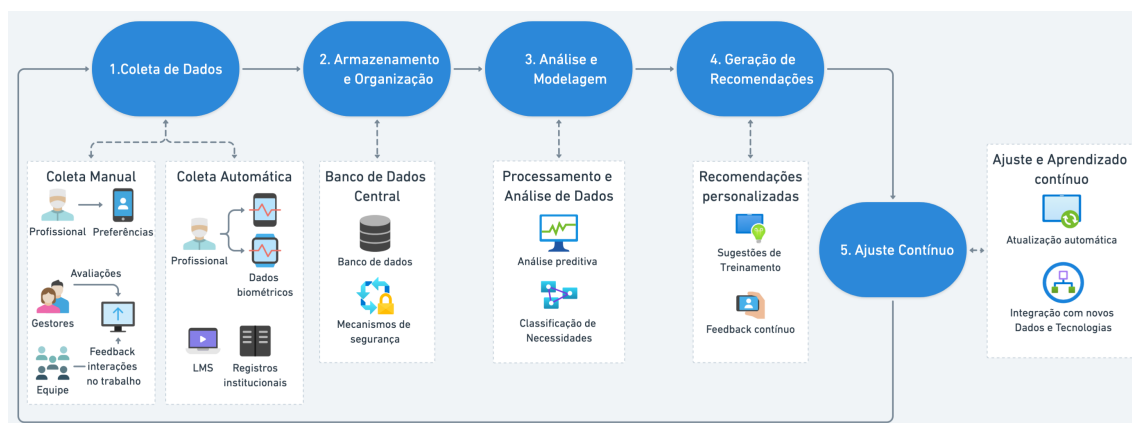 1.Coleta de Dados
2. Armazenamento
e Organização
3. Análise e
Modelagem
4. Geração de
Recomendações
Coleta Manual
Profissional
Preferências
Avaliações
Gestores
Feedback
interações
no trabalho
Equipe
Coleta Automática
Profissional
Dados
biométricos
LMS
Registros
institucionais
Banco de Dados
Central
Banco de dados
Mecanismos de
segurança
Processamento e
Análise de Dados
Análise preditiva
Classificação de
Necessidades
Recomendações
personalizadas
Sugestões de
Treinamento
Feedback contínuo
5. Ajuste Contínuo
Ajuste e Aprendizado
contínuo
Atualização automática
Integração com novos
Dados e Tecnologias